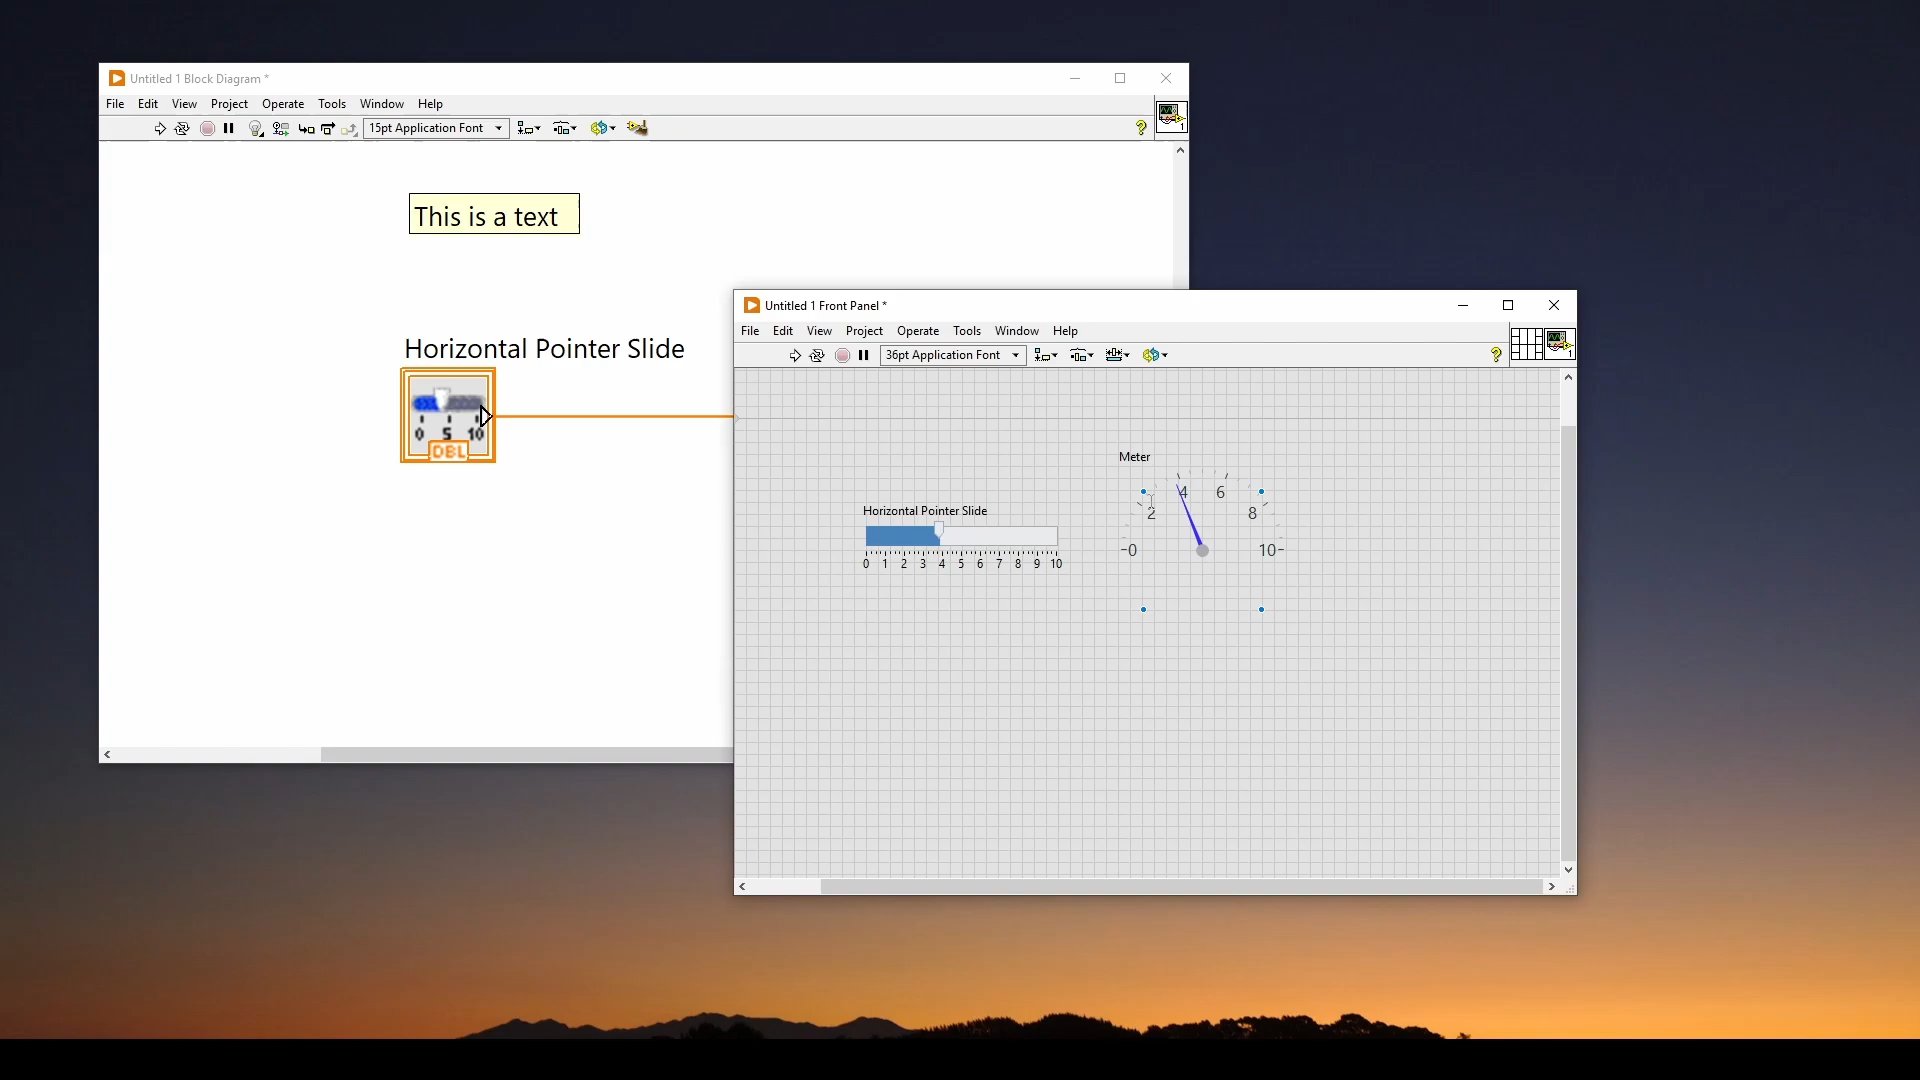 Untitled 1 Block Diagram *
File Edit View Project Operate Tools Window Help
15pt Application Font
1
This is a text
Horizontal Pointer Slide
0 5 10
DBL
Untitled 1 Front Panel *
File Edit View Project Operate Tools Window Help
36pt Application Font
1
Meter
4 6
2 8
0 10
Horizontal Pointer Slide
0 1 2 3 4 5 6 7 8 9 10